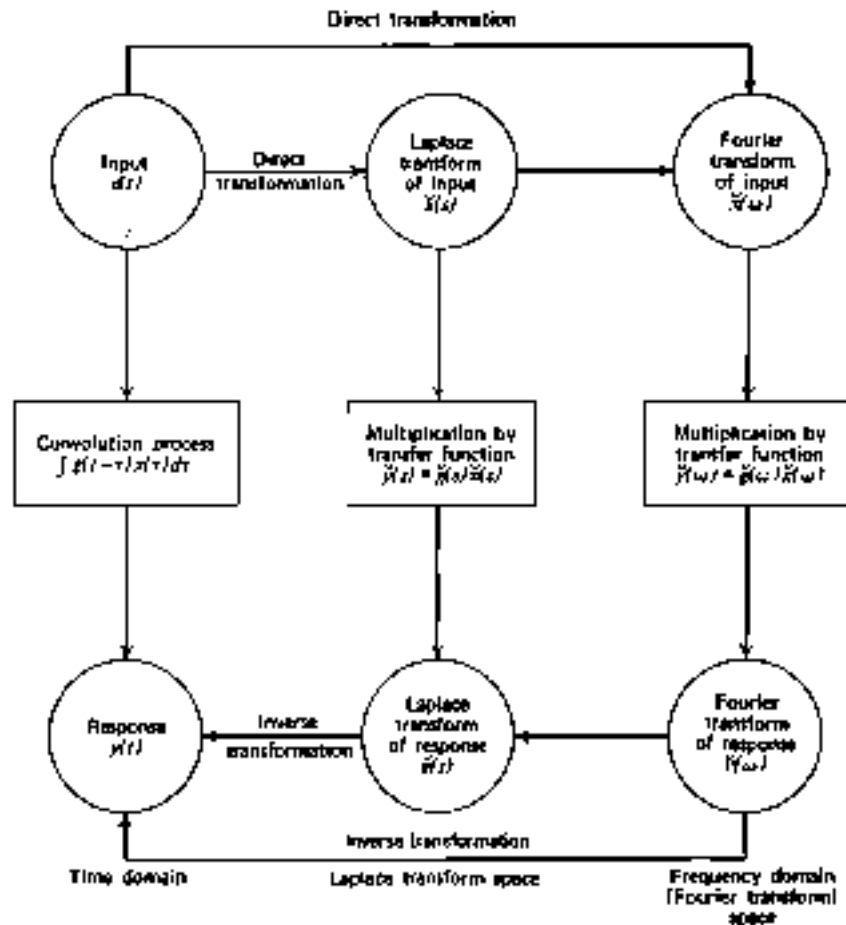 Direct transformation
Input
Direct
transformation
Laplace
transform
of input
Fourier
transform
of input
Convolution process
Multiplication by
transfer function
Multiplication by
transfer function
Response
y(t)
Inverse
transformation
Laplace
transform
of response
Fourier
transform
of response
Inverse transformation
Time domain
Laplace transform space
Frequency domain
[Fourier transform]
space